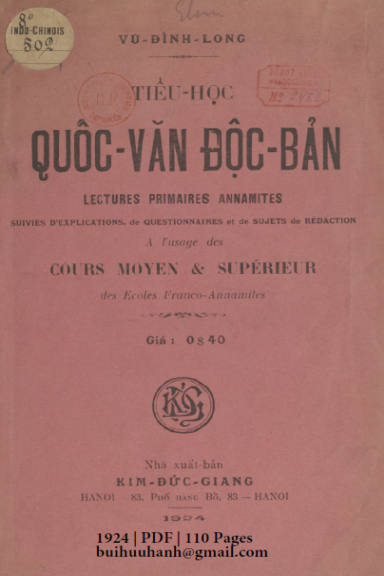 8°
INDO-CHINOIS
502
VŨ-ĐÌNH-LONG
TIỂU-HỌC
QUỐC-VĂN ĐỘC-BẢN
LECTURES PRIMAIRES ANNAMITES
SUIVIES D'EXPLICATIONS, de QUESTIONNAIRES et de SUJETS de RÉDACTION
A l'usage des
COURS MOYEN & SUPÉRIEUR
des Ecoles Franco-Annamites
Giá : 0$40
Nhà xuất-bản
KIM-ĐỨC-GIANG
HANOI — 83, Phố hàng Bồ, 83 — HANOI
1924
1924 | PDF | 110 Pages
buihuuhanh@gmail.com